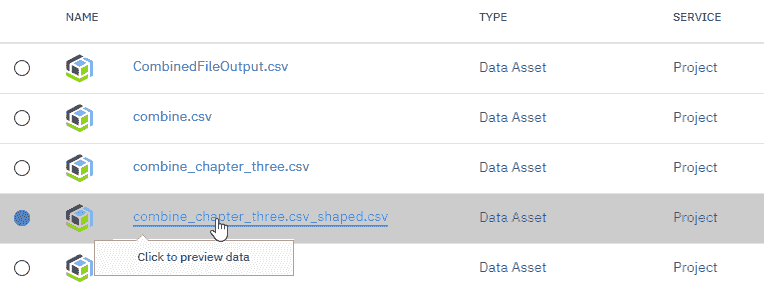 NAME TYPE SERVICE
CombinedFileOutput.csv Data Asset Project
combine.csv Data Asset Project
combine_chapter_three.csv Data Asset Project
combine_chapter_three.csv_shaped.csv Data Asset Project
Click to preview data
Data Asset Project